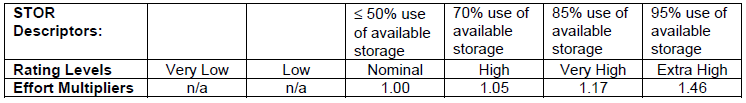 STOR Descriptors: ≤ 50% use of available storage 70% use of available storage 85% use of available storage 95% use of available storage
Rating Levels Very Low Low Nominal High Very High Extra High
Effort Multipliers n/a n/a 1.00 1.05 1.17 1.46